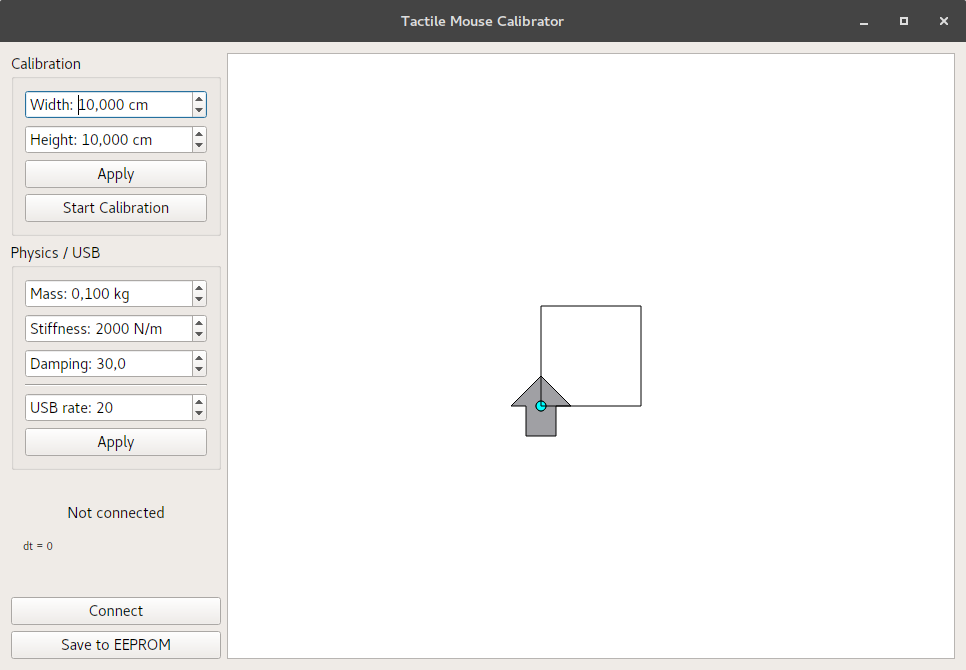 Tactile Mouse Calibrator
Calibration
Width: 10,000 cm
Height: 10,000 cm
Apply
Start Calibration
Physics / USB
Mass: 0,100 kg
Stiffness: 2000 N/m
Damping: 30,0
USB rate: 20
Apply
Not connected
dt = 0
Connect
Save to EEPROM